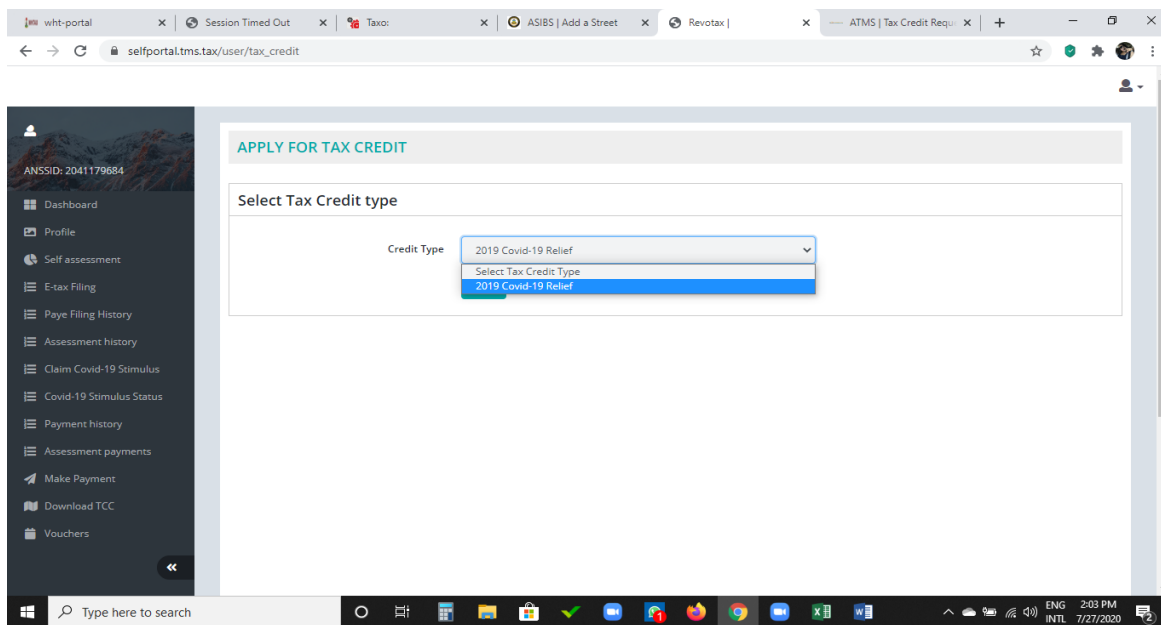 wht-portal
Session Timed Out
Taxo:
ASIBS | Add a Street
Revotax |
ATMS | Tax Credit Requ
selfportal.tms.tax/user/tax_credit
ANSSID: 2041179684
Dashboard
Profile
Self assessment
E-tax Filing
Paye Filing History
Assessment history
Claim Covid-19 Stimulus
Covid-19 Stimulus Status
Payment history
Assessment payments
Make Payment
Download TCC
Vouchers
APPLY FOR TAX CREDIT
Select Tax Credit type
Credit Type
2019 Covid-19 Relief
Select Tax Credit Type
2019 Covid-19 Relief
Type here to search
1
ENG
INTL
2:03 PM
7/27/2020
2